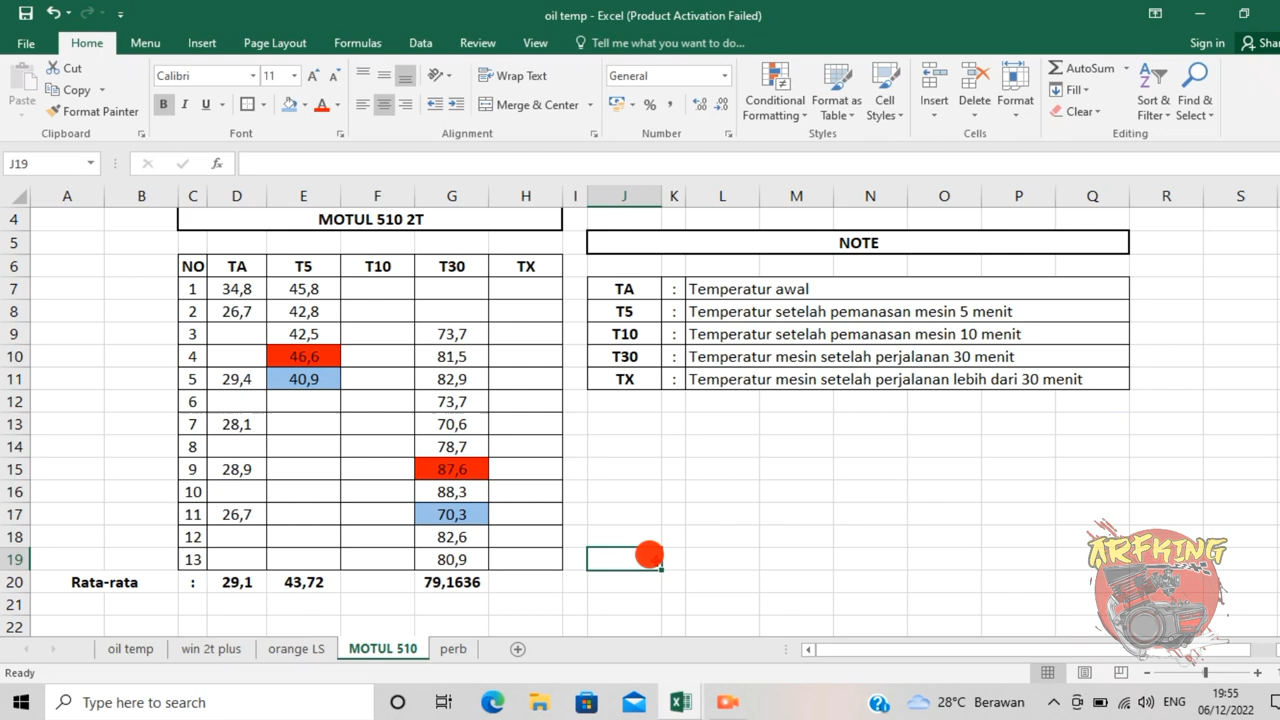 oil temp - Excel (Product Activation Failed)
File Home Menu Insert Page Layout Formulas Data Review View Tell me what you want to do... Sign in
Paste Cut Copy Format Painter
Calibri 11 B I U A
Wrap Text Merge & Center
General %
Conditional Formatting Format as Table Cell Styles
Insert Delete Format
AutoSum Fill Clear Sort & Filter Find & Select
Clipboard Font Alignment Number Styles Cells Editing
J19 fx
A B C D E F G H I J K L M N O P Q R S
4 MOTUL 510 2T
5 NOTE
6 NO TA T5 T10 T30 TX
7 1 34,8 45,8 TA : Temperatur awal
8 2 26,7 42,8 T5 : Temperatur setelah pemanasan mesin 5 menit
9 3 42,5 73,7 T10 : Temperatur setelah pemanasan mesin 10 menit
10 4 46,6 81,5 T30 : Temperatur mesin setelah perjalanan 30 menit
11 5 29,4 40,9 82,9 TX : Temperatur mesin setelah perjalanan lebih dari 30 menit
12 6 73,7
13 7 28,1 70,6
14 8 78,7
15 9 28,9 87,6
16 10 88,3
17 11 26,7 70,3
18 12 82,6
19 13 80,9
20 Rata-rata : 29,1 43,72 79,1636
21
22
ARFKING
oil temp win 2t plus orange LS MOTUL 510 perb
Ready
Type here to search 28°C Berawan ENG 19:55
06/12/2022